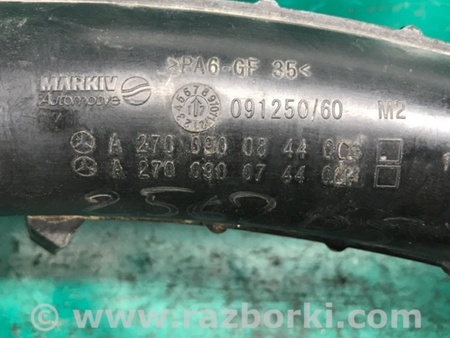 >PA6-GF 35<
MARKIV
Automotive
091250/60 M2
A 270 090 08 44
A 270 090 07 44
www.razborki.com